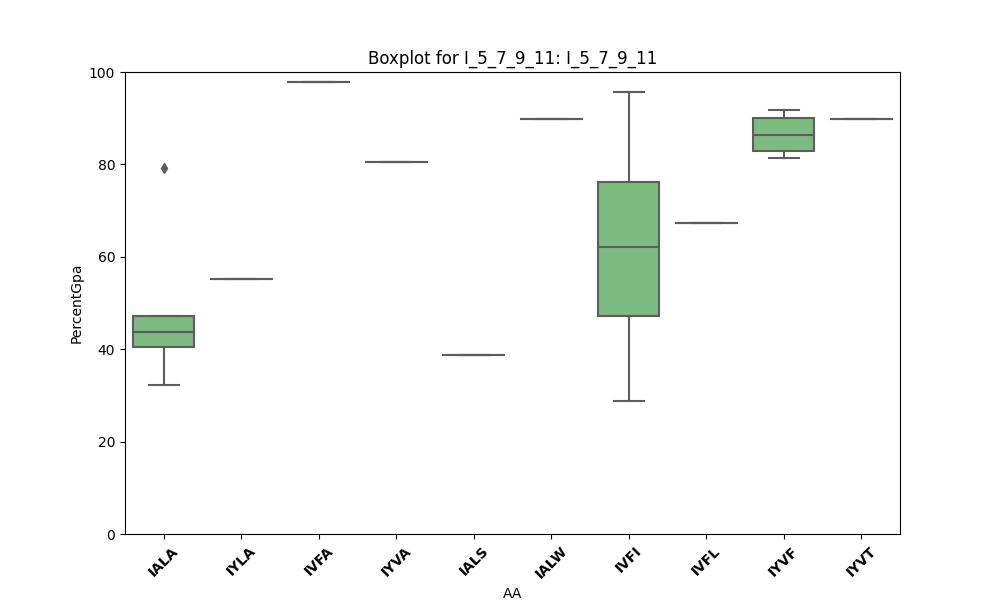 Boxplot for I_5_7_9_11: I_5_7_9_11
PercentGpa
100
80
60
40
20
0
IALA
IYLA
IVFA
IYVA
IALS
IALW
IVFI
IVFL
IYVF
IYVT
AA